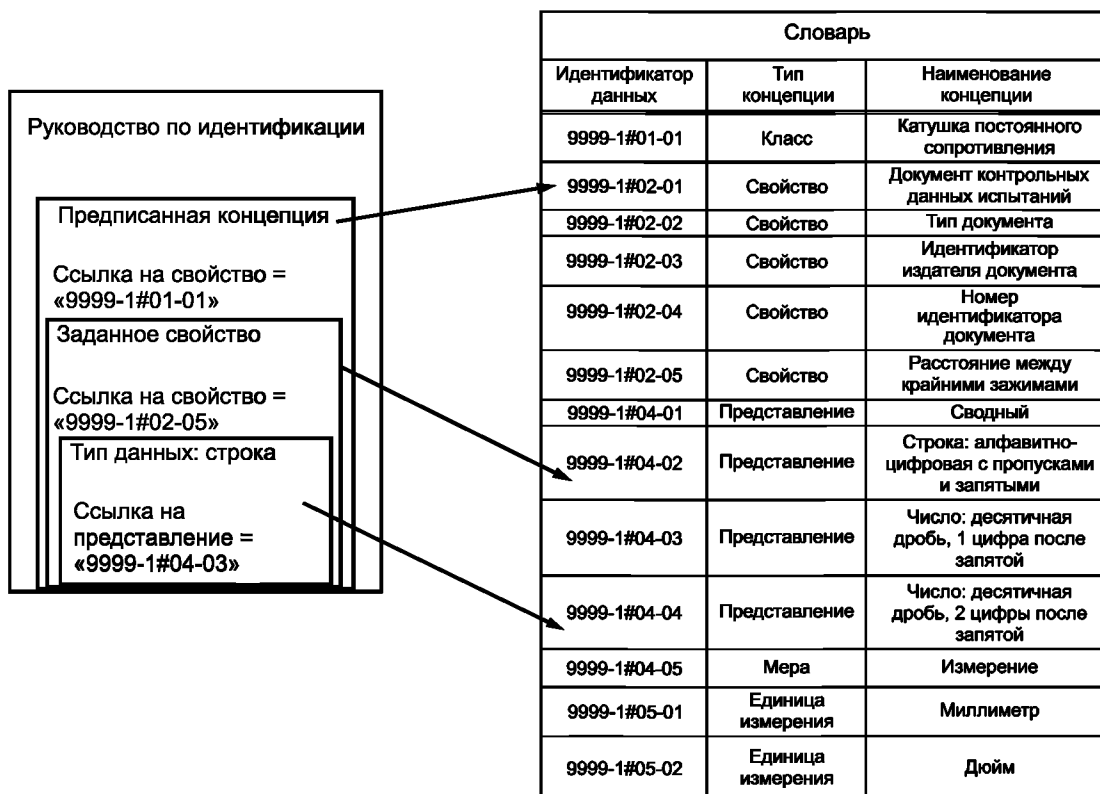 Руководство по идентификации
Предписанная концепция
Ссылка на свойство =
«9999-1#01-01»
Заданное свойство
Ссылка на свойство =
«9999-1#02-05»
Тип данных: строка
Ссылка на
представление =
«9999-1#04-03»
Словарь
Идентификатор
данных
Тип
концепции
Наименование
концепции
9999-1#01-01
Класс
Катушка постоянного
сопротивления
9999-1#02-01
Свойство
Документ контрольных
данных испытаний
9999-1#02-02
Свойство
Тип документа
9999-1#02-03
Свойство
Идентификатор
издателя документа
9999-1#02-04
Свойство
Номер
идентификатора
документа
9999-1#02-05
Свойство
Расстояние между
крайними зажимами
9999-1#04-01
Представление
Сводный
9999-1#04-02
Представление
Строка: алфавитно-
цифровая с пропусками
и запятыми
9999-1#04-03
Представление
Число: десятичная
дробь, 1 цифра после
запятой
9999-1#04-04
Представление
Число: десятичная
дробь, 2 цифры после
запятой
9999-1#04-05
Мера
Измерение
9999-1#05-01
Единица
измерения
Миллиметр
9999-1#05-02
Единица
измерения
Дюйм